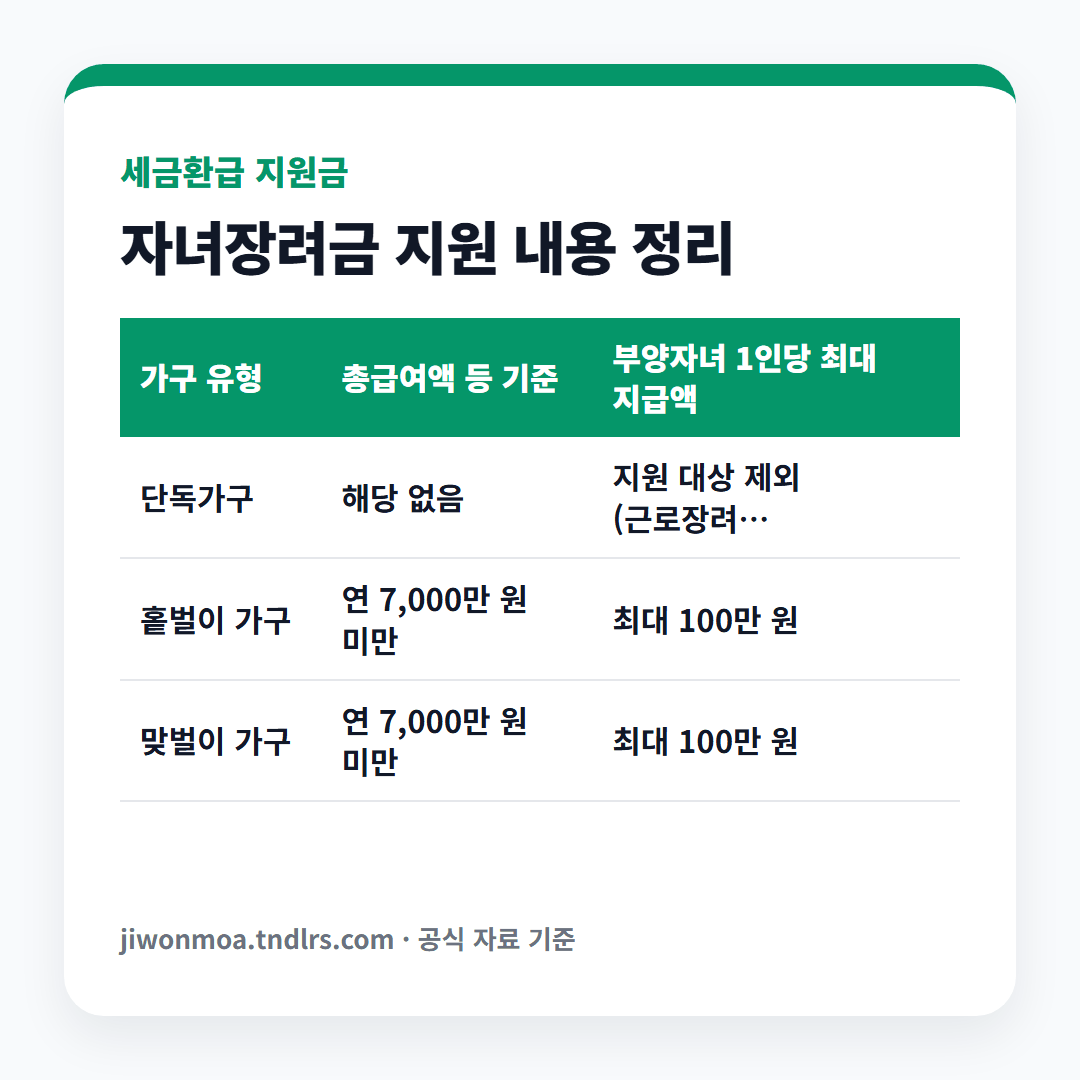 세금환급 지원금
자녀장려금 지원 내용 정리
가구 유형
총급여액 등 기준
부양자녀 1인당 최대
지급액
단독가구
해당 없음
지원 대상 제외
(근로장려…
홑벌이 가구
연 7,000만 원
미만
최대 100만 원
맞벌이 가구
연 7,000만 원
미만
최대 100만 원
jiwonmoa.tndlrs.com · 공식 자료 기준